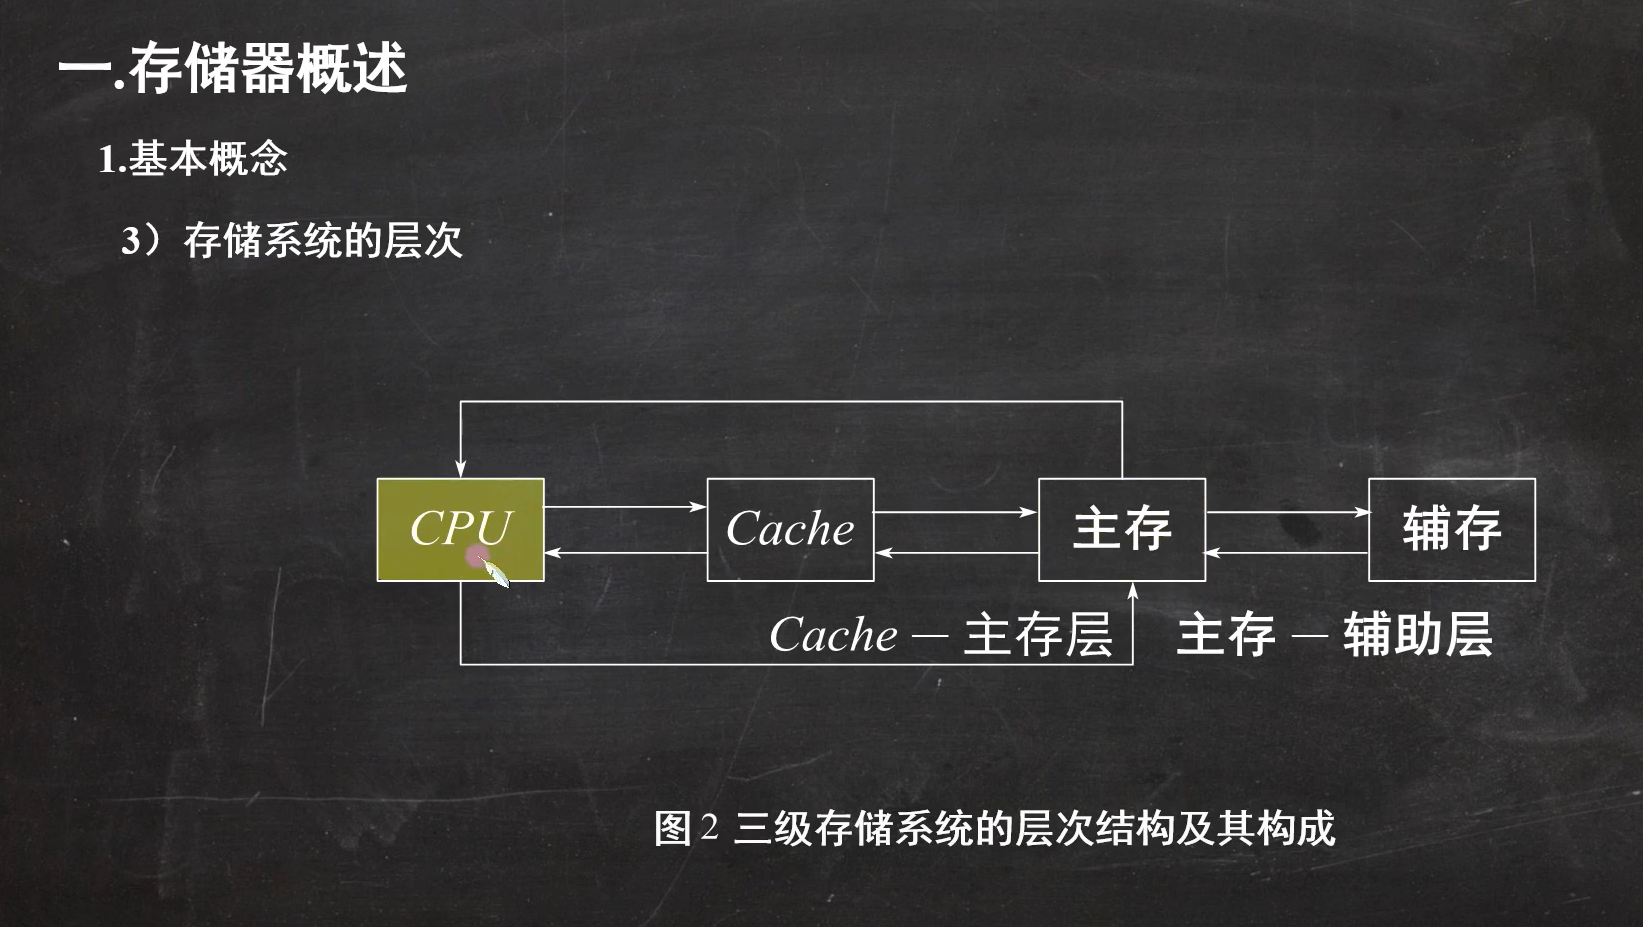 一.存储器概述
1.基本概念
3）存储系统的层次
CPU
Cache
主存
辅存
Cache — 主存层
主存 — 辅助层
图 2 三级存储系统的层次结构及其构成